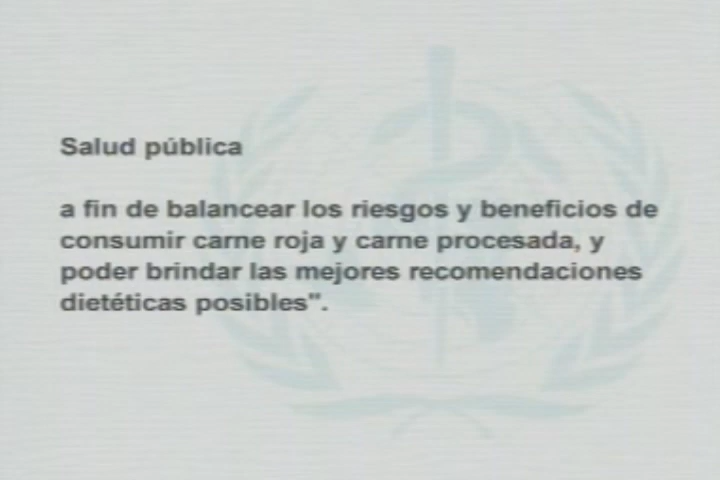 Salud pública
a fin de balancear los riesgos y beneficios de
consumir carne roja y carne procesada, y
poder brindar las mejores recomendaciones
dietéticas posibles".